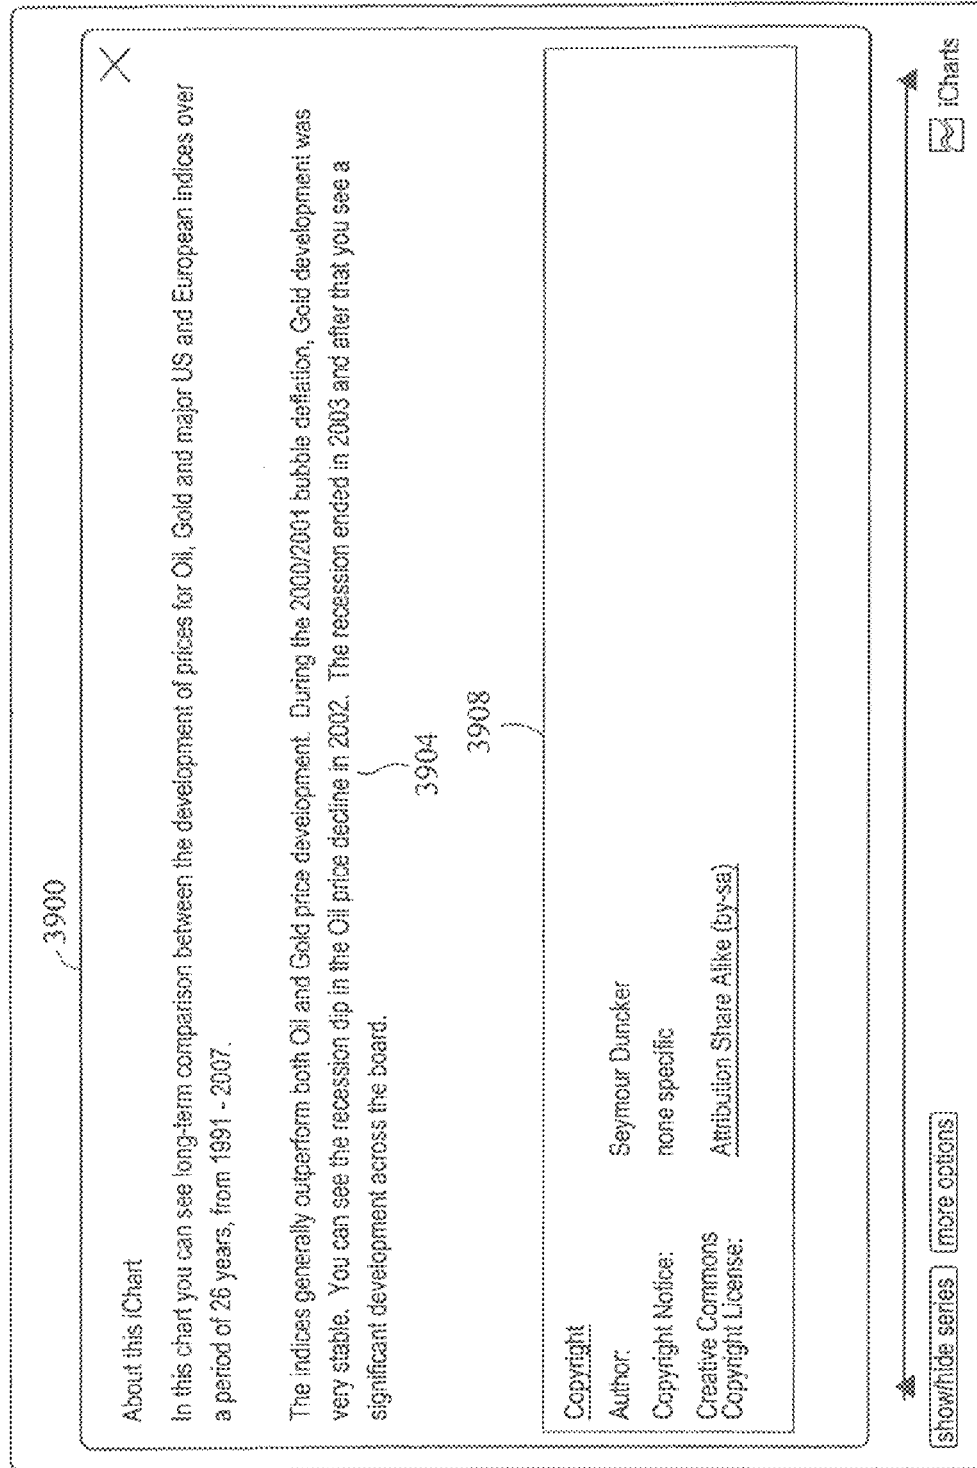 3900
About this iChart
In this chart you can see long-term comparison between the development of prices for Oil, Gold and major US and European indices over
a period of 26 years, from 1991 - 2007.
The indices generally outperform both Oil and Gold price development. During the 2000/2001 bubble deflation, Gold development was
very stable. You can see the recession dip in the Oil price decline in 2002. The recession ended in 2003 and after that you see a
significant development across the board.
3904
3908
Copyright
Author: Seymour Duncker
Copyright Notice: none specific
Creative Commons
Copyright License: Attribution Share Alike (by-sa)
show/hide series more options
iCharts